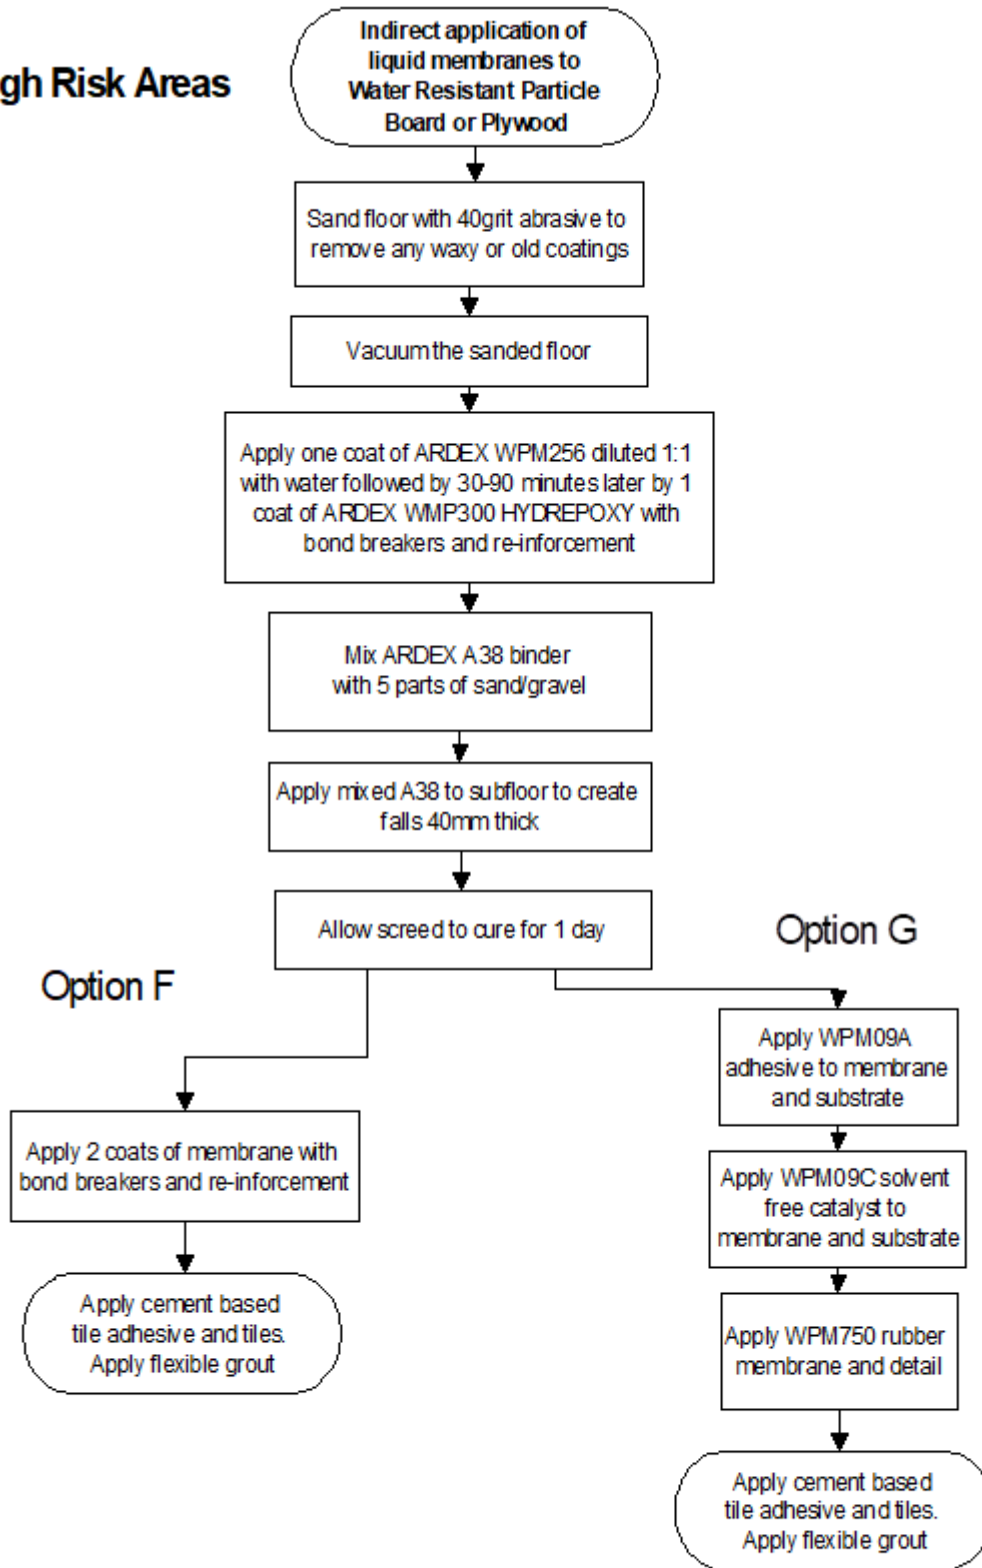 Indirect application of
liquid membranes to
Water Resistant Particle
Board or Plywood
gh Risk Areas
Sand floor with 40grit abrasive to
remove any waxy or old coatings
Vacuum the sanded floor
Apply one coat of ARDEX WPM256 diluted 1:1
with water followed by 30-90 minutes later by 1
coat of ARDEX WMP300 HYDREPOXY with
bond breakers and re-inforcement
Mix ARDEX A38 binder
with 5 parts of sand/gravel
Apply mixed A38 to subfloor to create
falls 40mm thick
Allow screed to cure for 1 day
Option F
Apply 2 coats of membrane with
bond breakers and re-inforcement
Apply cement based
tile adhesive and tiles.
Apply flexible grout
Option G
Apply WPM09A
adhesive to membrane
and substrate
Apply WPM09C solvent
free catalyst to
membrane and substrate
Apply WPM750 rubber
membrane and detail
Apply cement based
tile adhesive and tiles.
Apply flexible grout